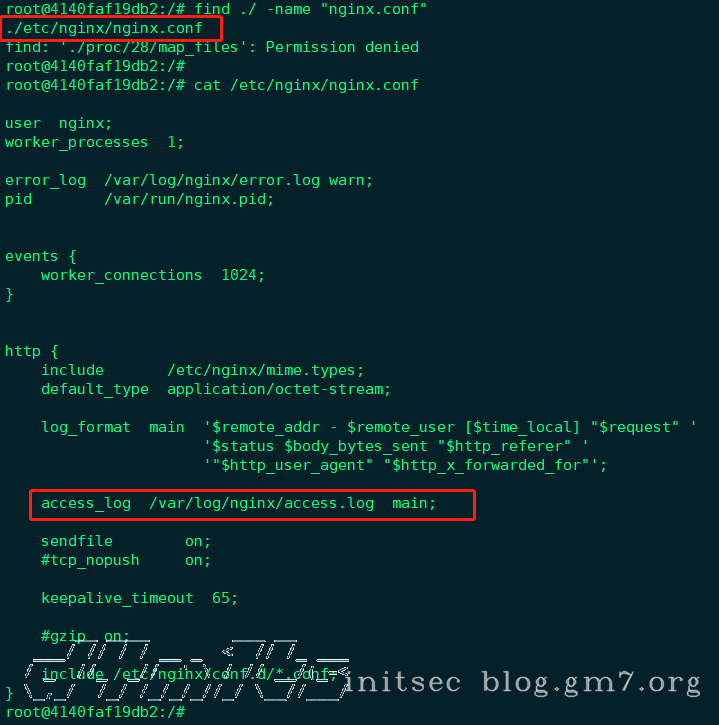 root@4140faf19db2:/# find ./ -name "nginx.conf"
./etc/nginx/nginx.conf
find: './proc/28/map_files': Permission denied
root@4140faf19db2:/#
root@4140faf19db2:/# cat /etc/nginx/nginx.conf
user  nginx;
worker_processes  1;
error_log  /var/log/nginx/error.log warn;
pid        /var/run/nginx.pid;
events {
    worker_connections  1024;
}
http {
    include       /etc/nginx/mime.types;
    default_type  application/octet-stream;
    log_format  main  '$remote_addr - $remote_user [$time_local] "$request" '
                      '$status $body_bytes_sent "$http_referer" '
                      '"$http_user_agent" "$http_x_forwarded_for"';
    access_log  /var/log/nginx/access.log  main;
    sendfile        on;
    #tcp_nopush     on;
    keepalive_timeout  65;
    #gzip  on;
    include /etc/nginx/conf.d/*.conf;
}
initsec blog.gm7.org
root@4140faf19db2:/#